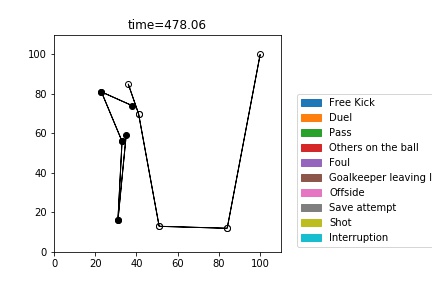 time=478.06
100
80
60
40
20
0
0 20 40 60 80 100
Free Kick
Duel
Pass
Others on the ball
Foul
Goalkeeper leaving l
Offside
Save attempt
Shot
Interruption